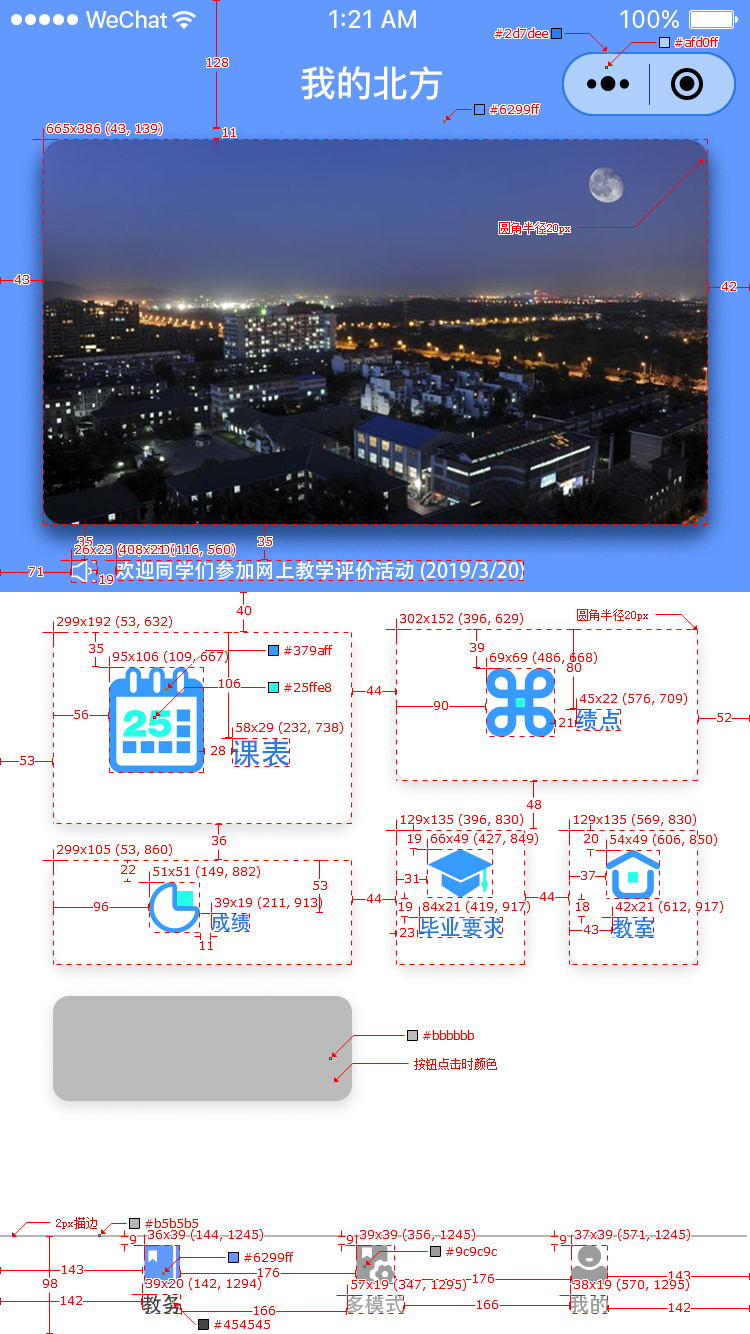 WeChat 1:21 AM 100%
#2d7dee
#afd0ff
128
我的北方
#6299ff
665x386 (43, 139)
11
圆角半径20px
43
42
35
35
26x23
408x21 (116, 560)
71
19
欢迎同学们参加网上教学评价活动 (2019/3/20)
40
299x192 (53, 632)
302x152 (396, 629)
圆角半径20px
35
#379aff
39
95x106 (109, 667)
69x69 (486, 668)
80
106
#25ffe8
44
45x22 (576, 709)
56
25
90
21
绩点
52
58x29 (232, 738)
28
课表
53
48
36
129x135 (396, 830)
129x135 (569, 830)
299x105 (53, 860)
19
66x49 (427, 849)
20
54x49 (606, 850)
22
51x51 (149, 882)
53
31
37
44
44
96
39x19 (211, 913)
19
84x21 (419, 917)
18
42x21 (612, 917)
成绩
23
毕业要求
43
教室
11
#bbbbbb
按钮点击时颜色
2px描边
#b5b5b5
9
36x39 (144, 1245)
9
39x39 (356, 1245)
9
37x39 (571, 1245)
#6299ff
#9c9c9c
143
176
176
143
98
39x20 (142, 1294)
57x19 (347, 1295)
38x19 (570, 1295)
142
教务
166
多模式
166
我的
142
#454545